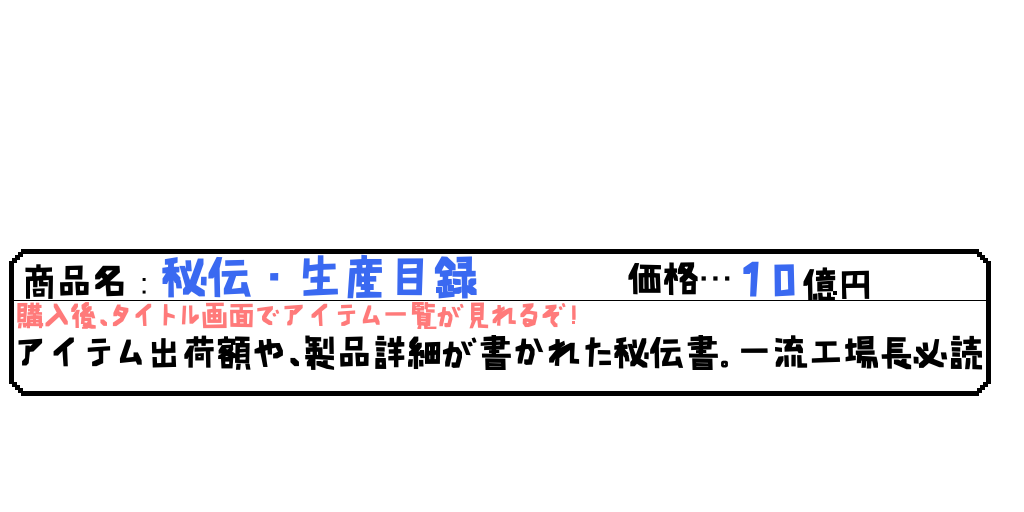 商品名：秘伝・生産目録　価格…10億円
購入後、タイトル画面でアイテム一覧が見れるぞ！
アイテム出荷額や、製品詳細が書かれた秘伝書。一流工場長必読